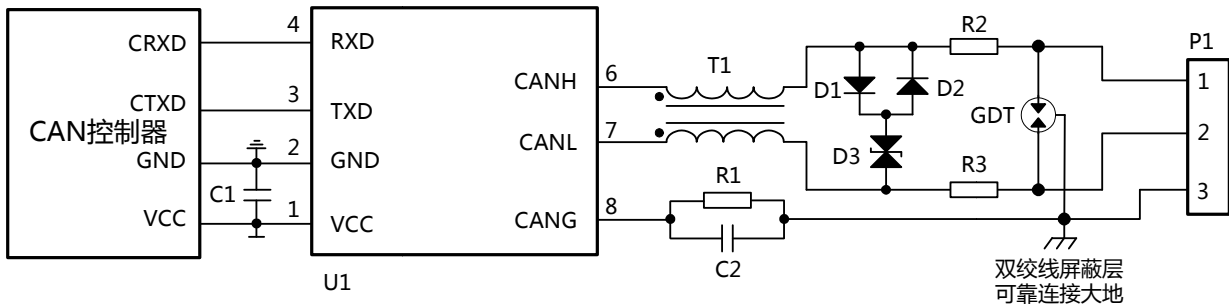 CAN控制器
CRXD
CTXD
GND
VCC
4
3
2
1
C1
RXD
TXD
GND
VCC
CANH
CANL
CANG
U1
6
7
8
T1
R1
C2
D1
D2
D3
R2
R3
GDT
P1
1
2
3
双绞线屏蔽层
可靠连接大地